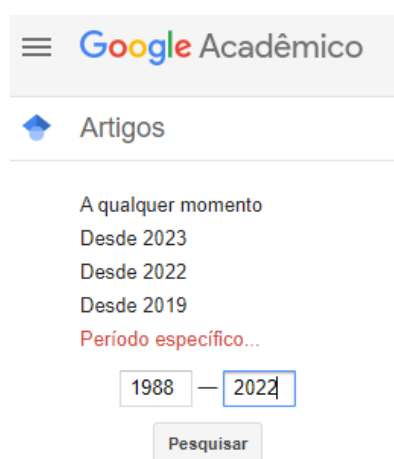 Google Acadêmico
Artigos
A qualquer momento
Desde 2023
Desde 2022
Desde 2019
Período específico...
1988 — 2022
Pesquisar